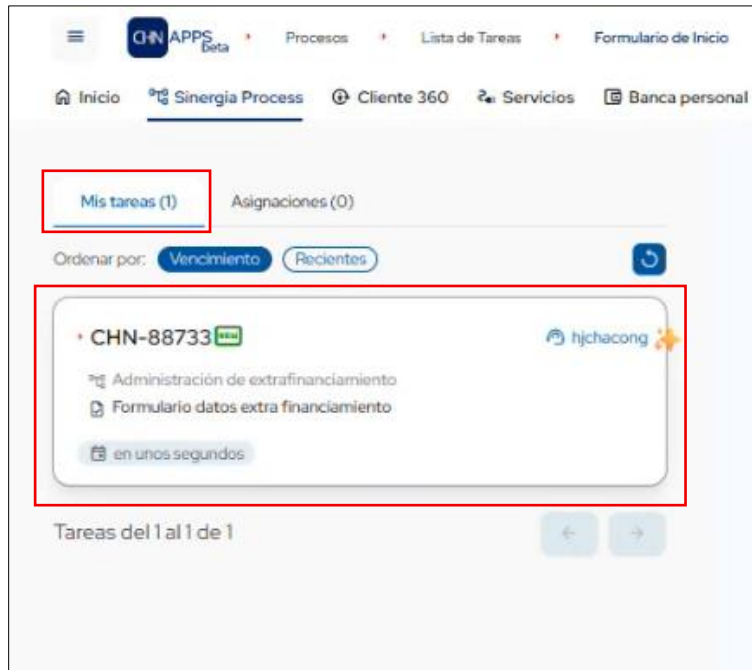 CHN APPS beta Procesos Lista de Tareas Formulario de Inicio
Inicio Sinergia Process Cliente 360 Servicios Banca personal
Mis tareas (1) Asignaciones (0)
Ordenar por: Vencimiento Recientes
CHN-88733 hjchacong
Administración de extrafinanciamiento
Formulario datos extra financiamiento
en unos segundos
Tareas del 1 al 1 de 1